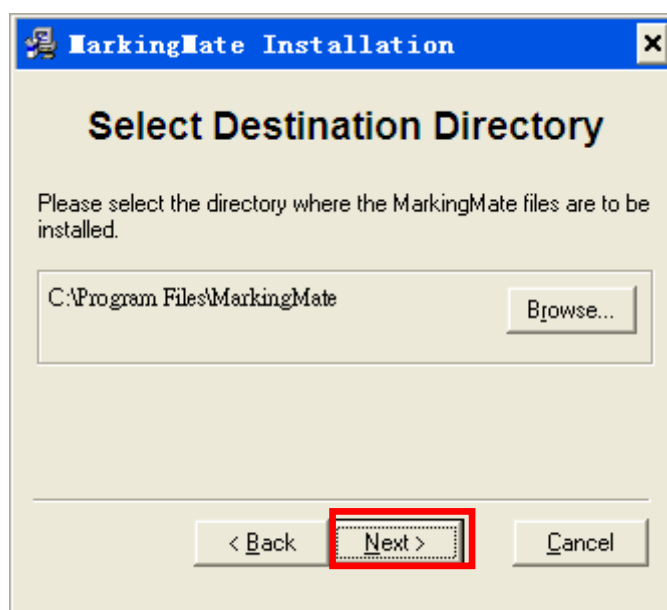 MarkingMate Installation
Select Destination Directory
Please select the directory where the MarkingMate files are to be
installed.
C:\Program Files\MarkingMate
Browse...
< Back
Next >
Cancel